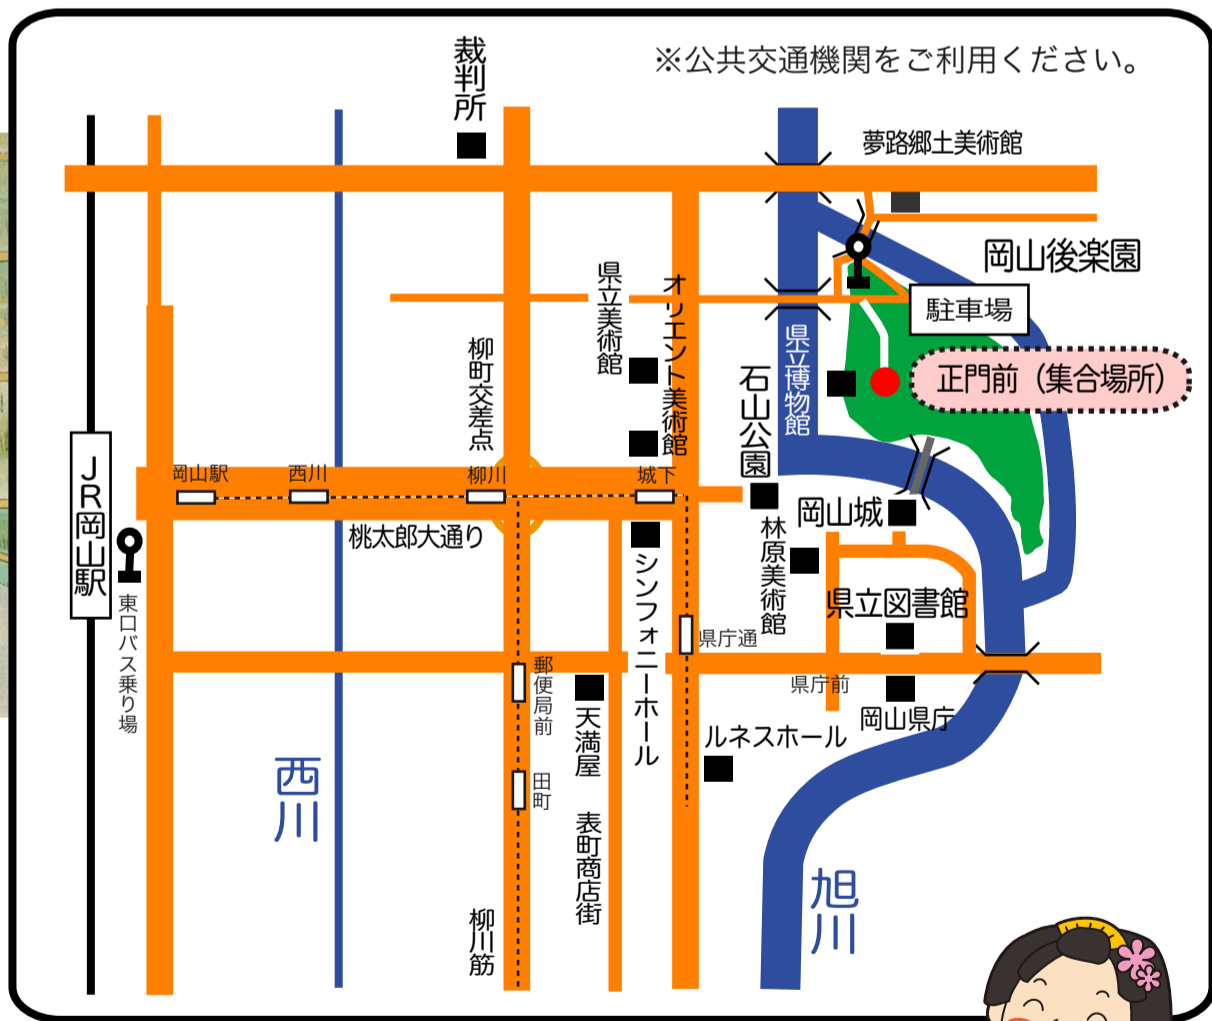 ※公共交通機関をご利用ください。
裁判所
夢路郷土美術館
岡山後楽園
駐車場
正門前（集合場所）
県立博物館
県立美術館
オリエント美術館
石山公園
柳町交差点
JR岡山駅
岡山駅
西川
柳川
城下
桃太郎大通り
東口バス乗り場
岡山城
林原美術館
シンフォニーホール
県立図書館
県庁通
県庁前
岡山県庁
郵便局前
天満屋
ルネスホール
田町
表町商店街
西川
旭川
柳川筋